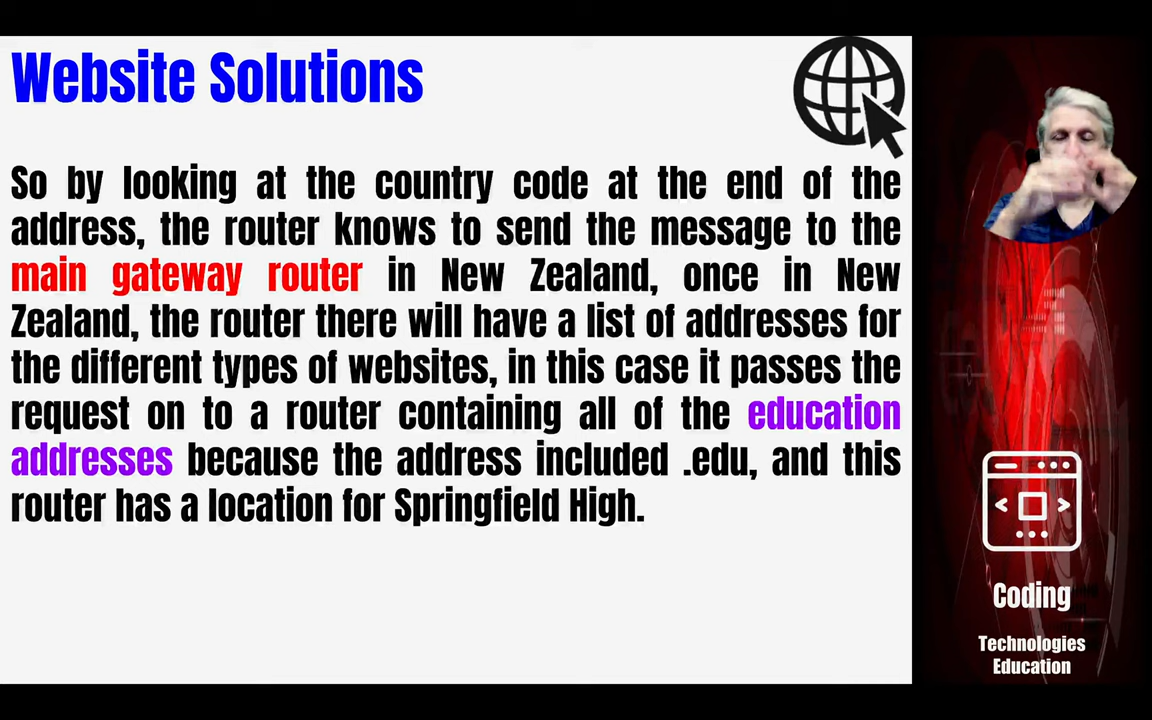 Website Solutions
So by looking at the country code at the end of the
address, the router knows to send the message to the
main gateway router in New Zealand, once in New
Zealand, the router there will have a list of addresses for
the different types of websites, in this case it passes the
request on to a router containing all of the education
addresses because the address included .edu, and this
router has a location for Springfield High.
Coding
Technologies
Education